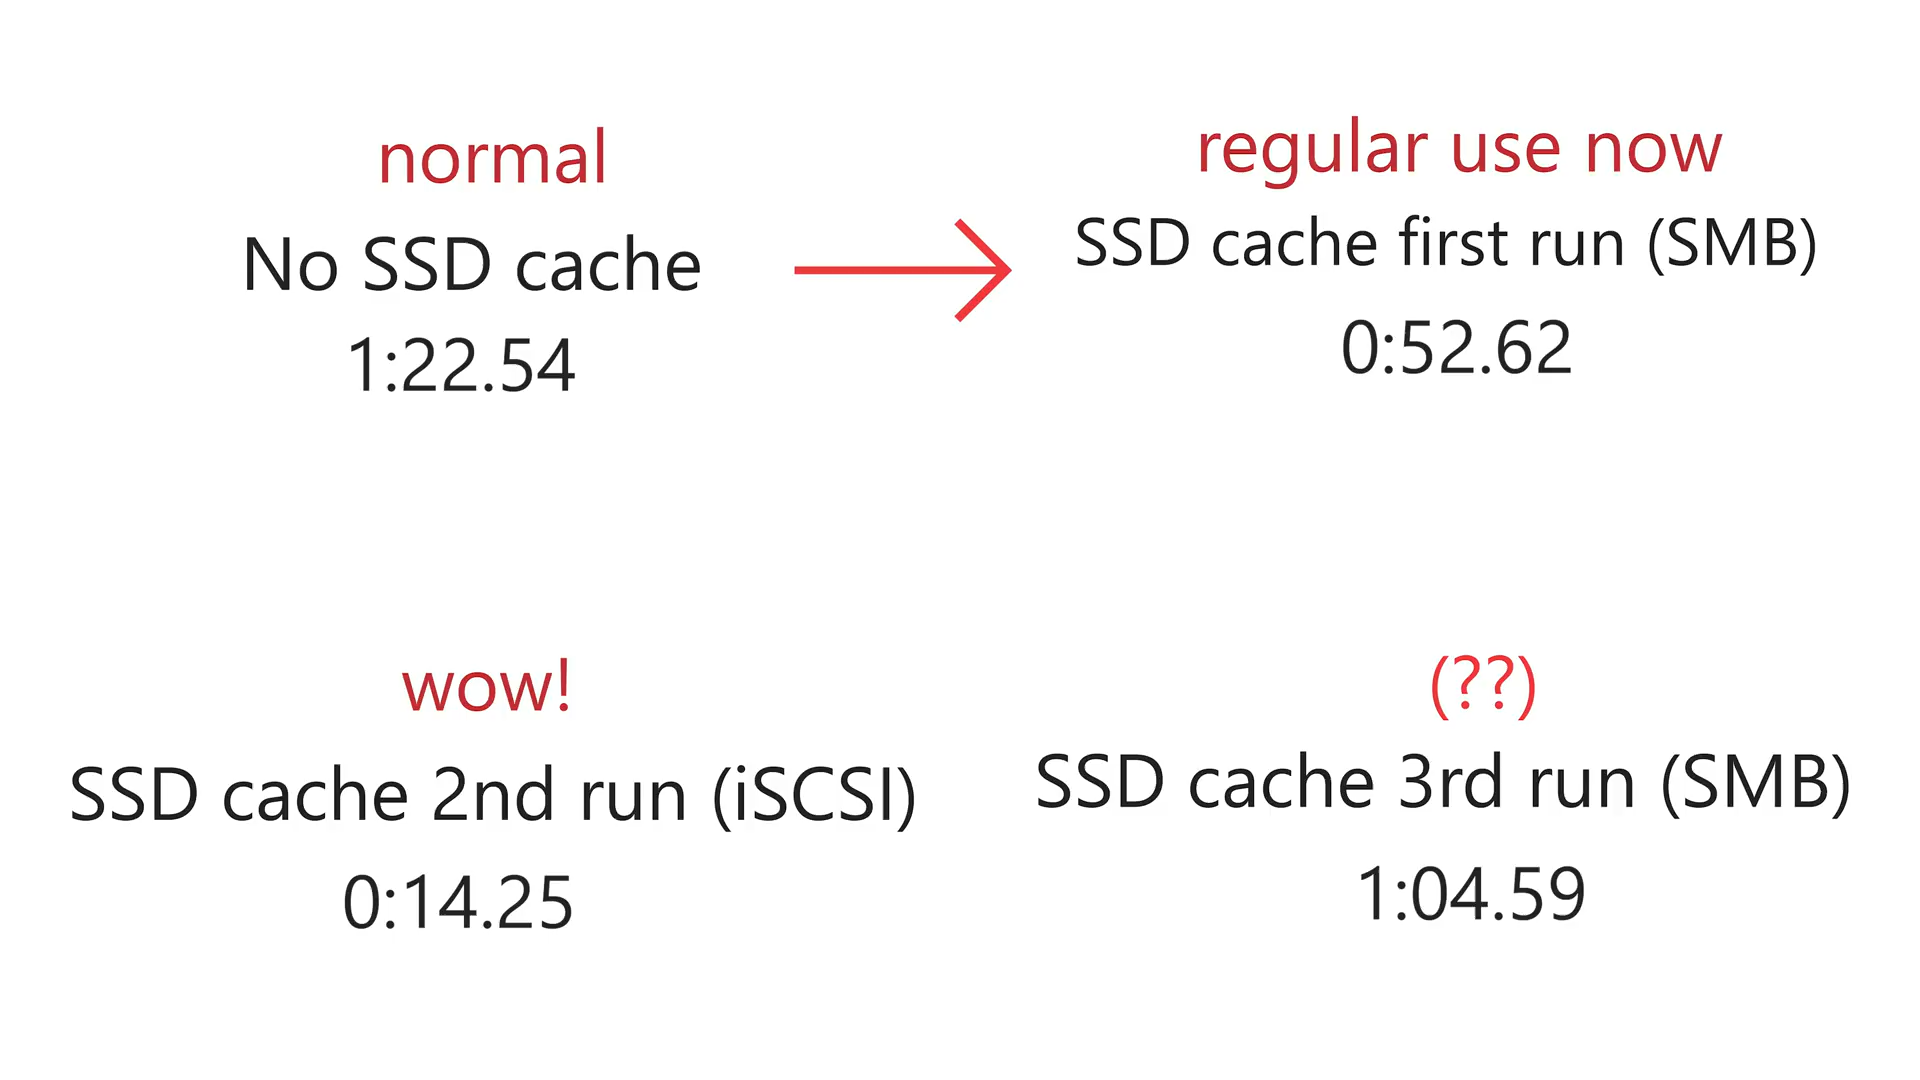 normal
No SSD cache
1:22.54
regular use now
SSD cache first run (SMB)
0:52.62
wow!
SSD cache 2nd run (iSCSI)
0:14.25
(??)
SSD cache 3rd run (SMB)
1:04.59